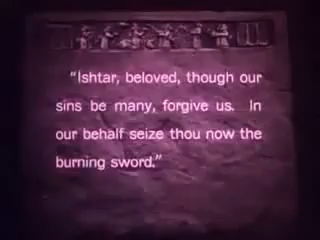 "Ishtar, beloved, though our
sins be many, forgive us. In
our behalf seize thou now the
burning sword."